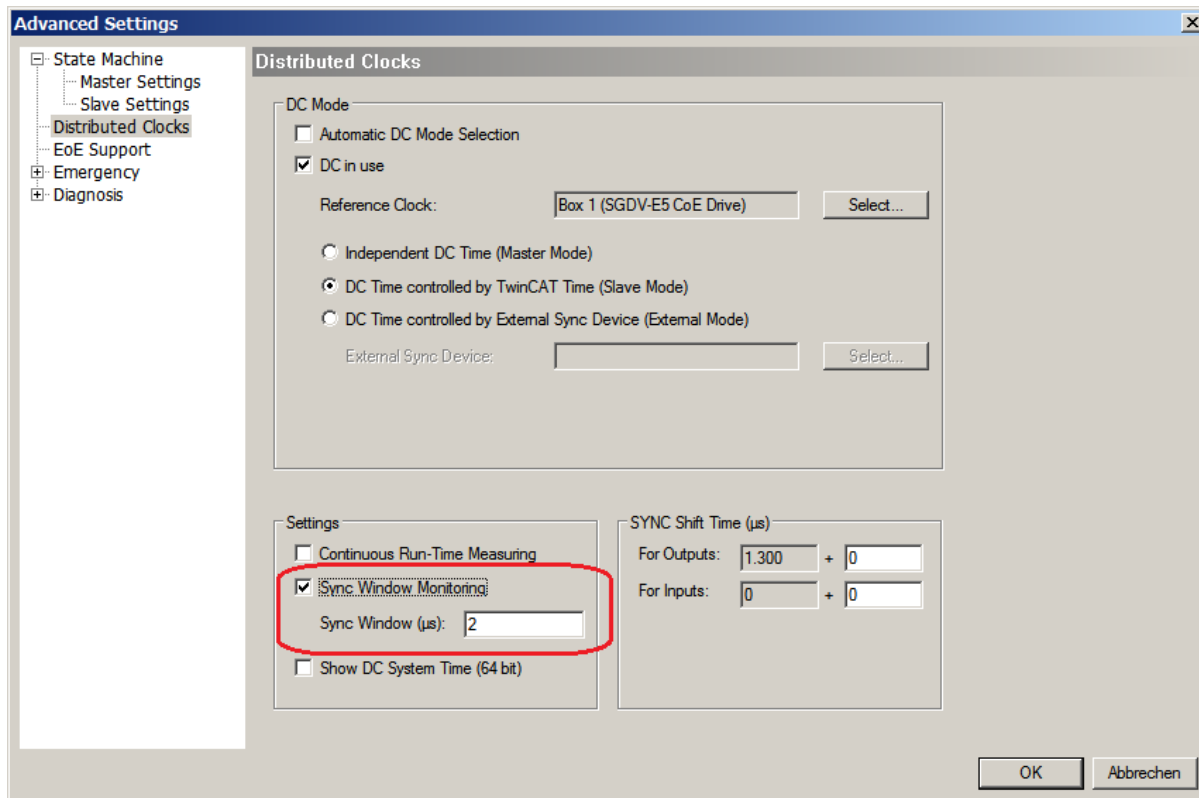 Advanced Settings
State Machine
Master Settings
Slave Settings
Distributed Clocks
EoE Support
Emergency
Diagnosis
Distributed Clocks
DC Mode
Automatic DC Mode Selection
DC in use
Reference Clock: Box 1 (SGDV-E5 CoE Drive) Select...
Independent DC Time (Master Mode)
DC Time controlled by TwinCAT Time (Slave Mode)
DC Time controlled by External Sync Device (External Mode)
External Sync Device: Select...
Settings
Continuous Run-Time Measuring
Sync Window Monitoring
Sync Window (µs): 2
Show DC System Time (64 bit)
SYNC Shift Time (µs)
For Outputs: 1.300 + 0
For Inputs: 0 + 0
OK Abbrechen